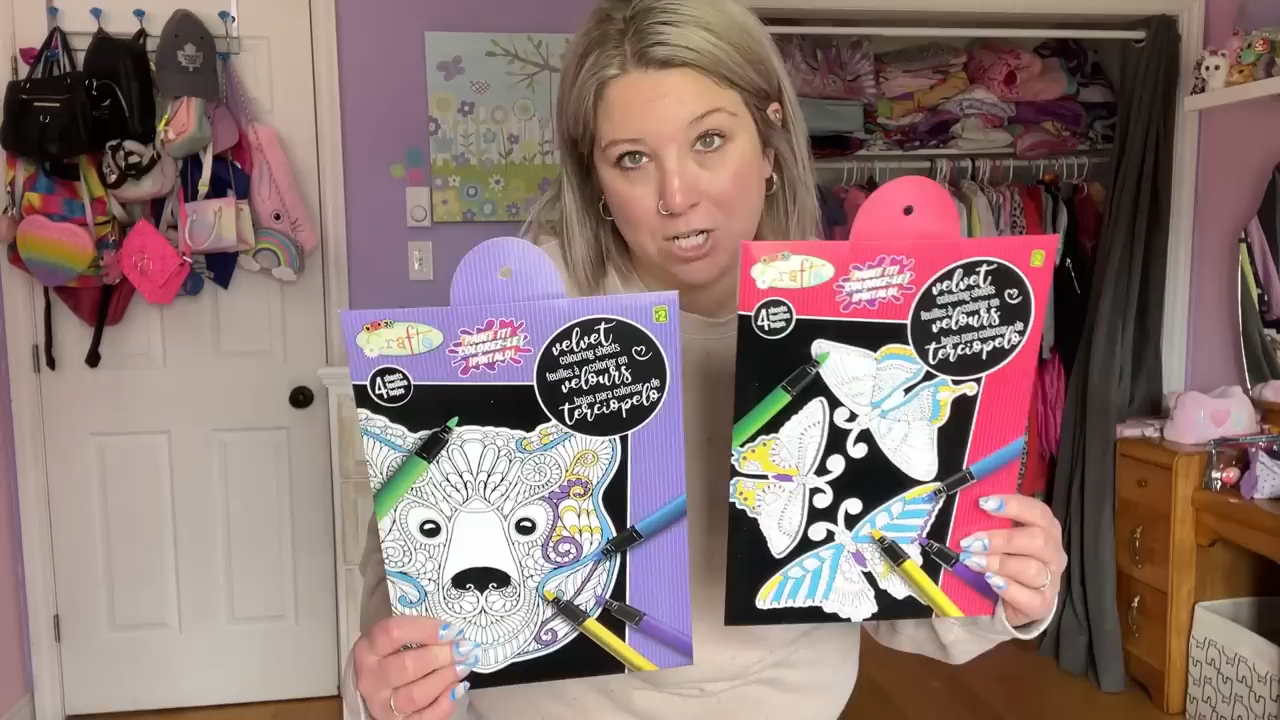 Crafts
PAINT IT!
COLOREZ-LE!
¡PÍNTALO!
2
4 sheets
feuilles
hojas
velvet
colouring sheets
feuilles à colorier en
velours
hojas para colorear de
terciopelo
Crafts
PAINT IT!
COLOREZ-LE!
¡PÍNTALO!
2
4 sheets
feuilles
hojas
velvet
colouring sheets
feuilles à colorier en
velours
hojas para colorear de
terciopelo